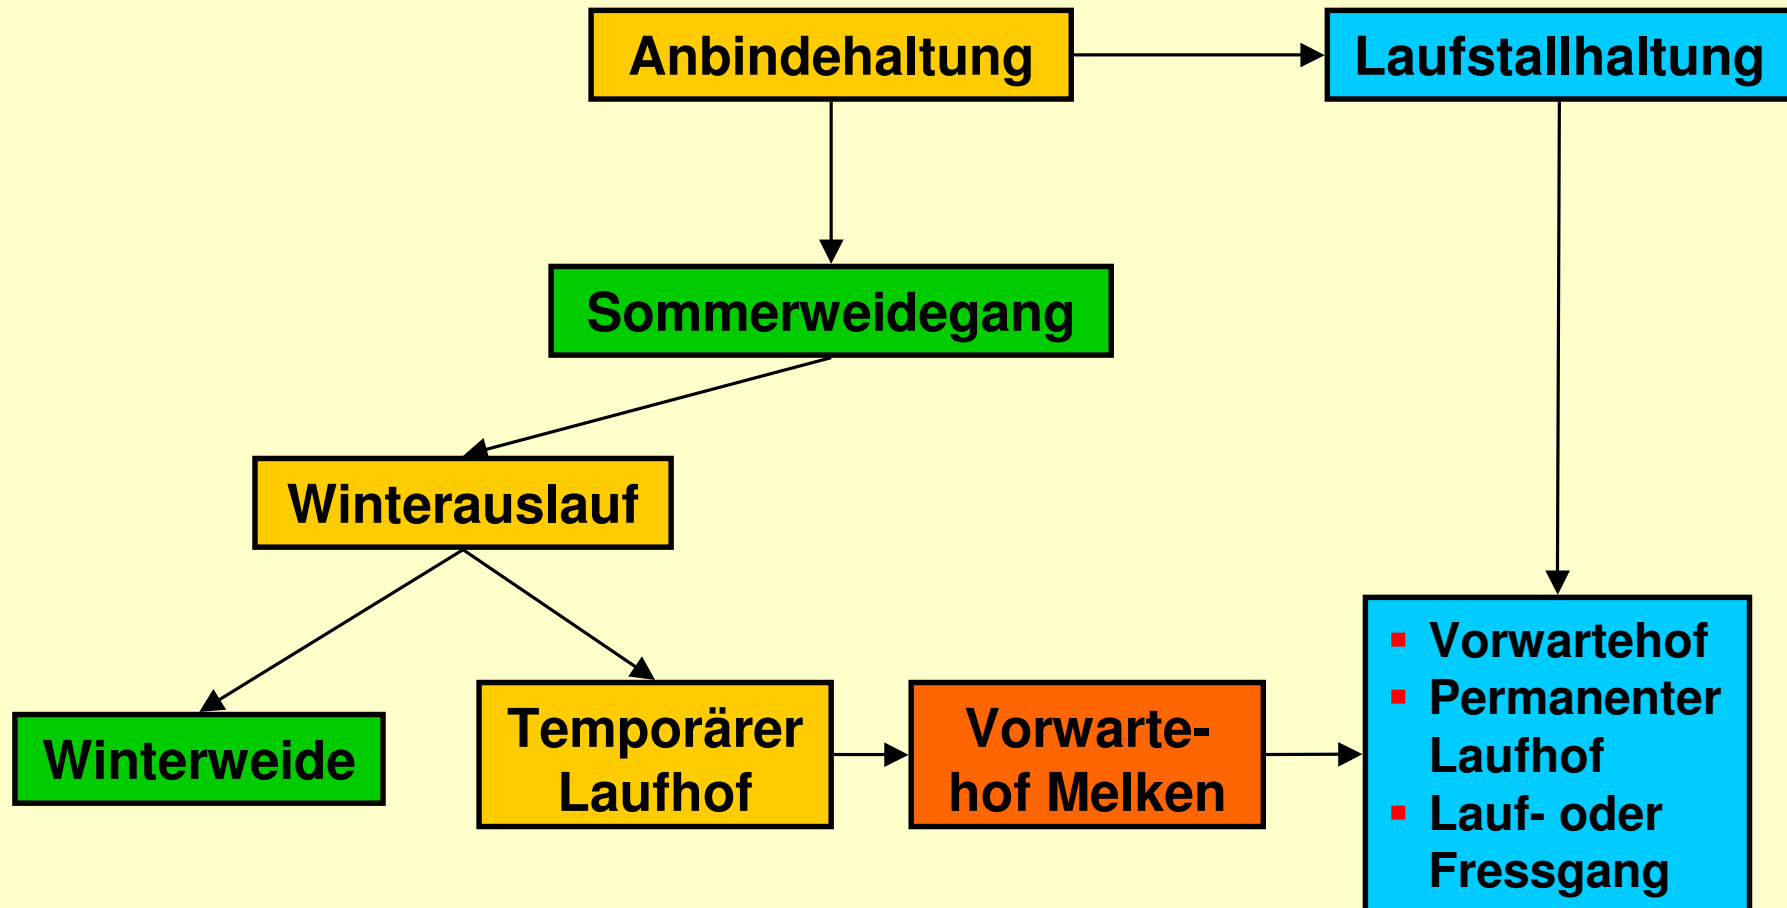 Anbindehaltung
Laufstallhaltung
Sommerweidegang
Winterauslauf
Winterweide
Temporärer
Laufhof
Vorwarte-
hof Melken
▪ Vorwartehof
▪ Permanenter
Laufhof
▪ Lauf- oder
Fressgang